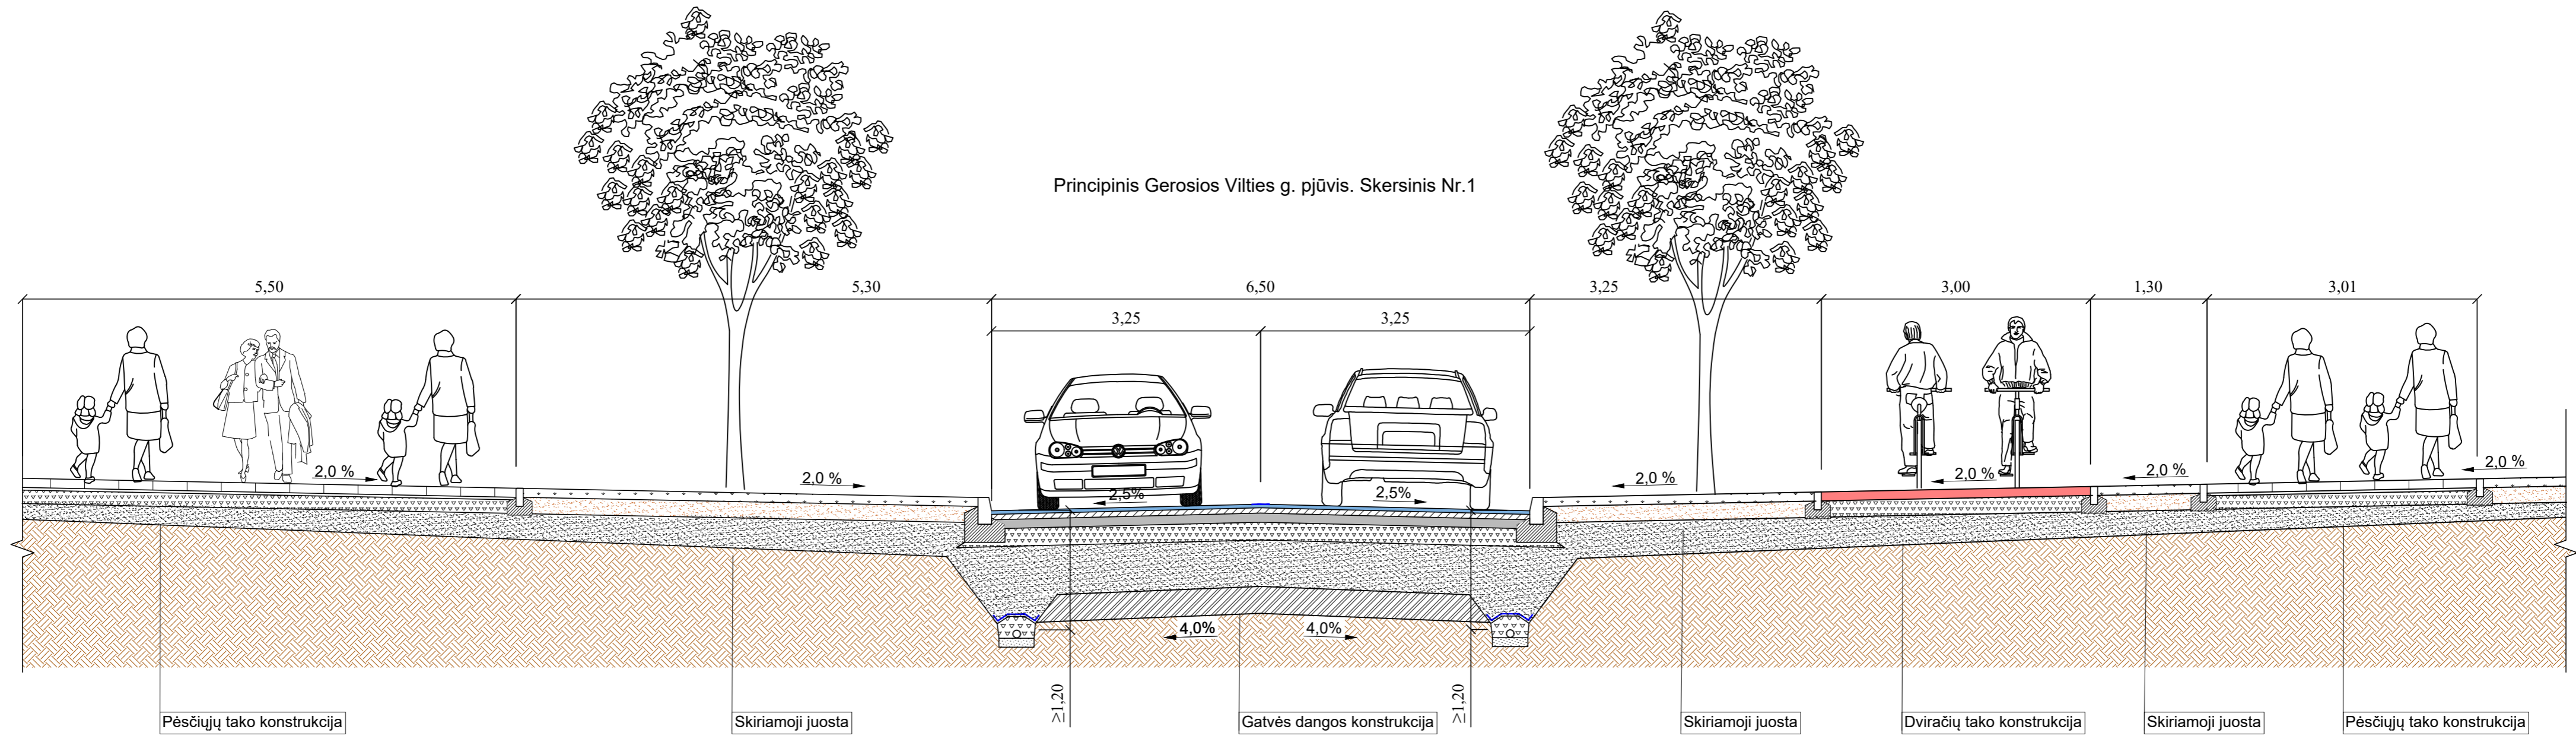 Principinis Gerosios Vilties g. pjūvis. Skersinis Nr.1
5,50
5,30
6,50
3,25
3,00
1,30
3,01
3,25
3,25
2,0 %
2,0 %
2,5%
2,5%
2,0 %
2,0 %
2,0 %
2,0 %
4,0%
4,0%
≥1,20
≥1,20
Pėsčiųjų tako konstrukcija
Skiriamoji juosta
Gatvės dangos konstrukcija
Skiriamoji juosta
Dviračių tako konstrukcija
Skiriamoji juosta
Pėsčiųjų tako konstrukcija